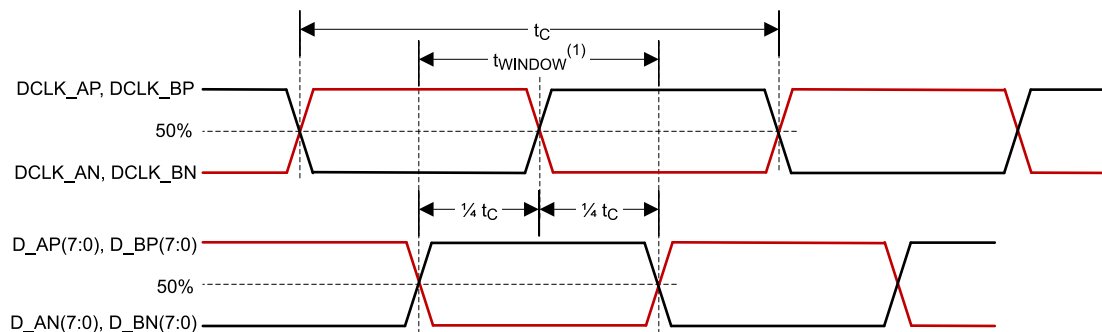 tC
tWINDOW(1)
DCLK_AP, DCLK_BP
50%
DCLK_AN, DCLK_BN
¼ tC
¼ tC
D_AP(7:0), D_BP(7:0)
50%
D_AN(7:0), D_BN(7:0)